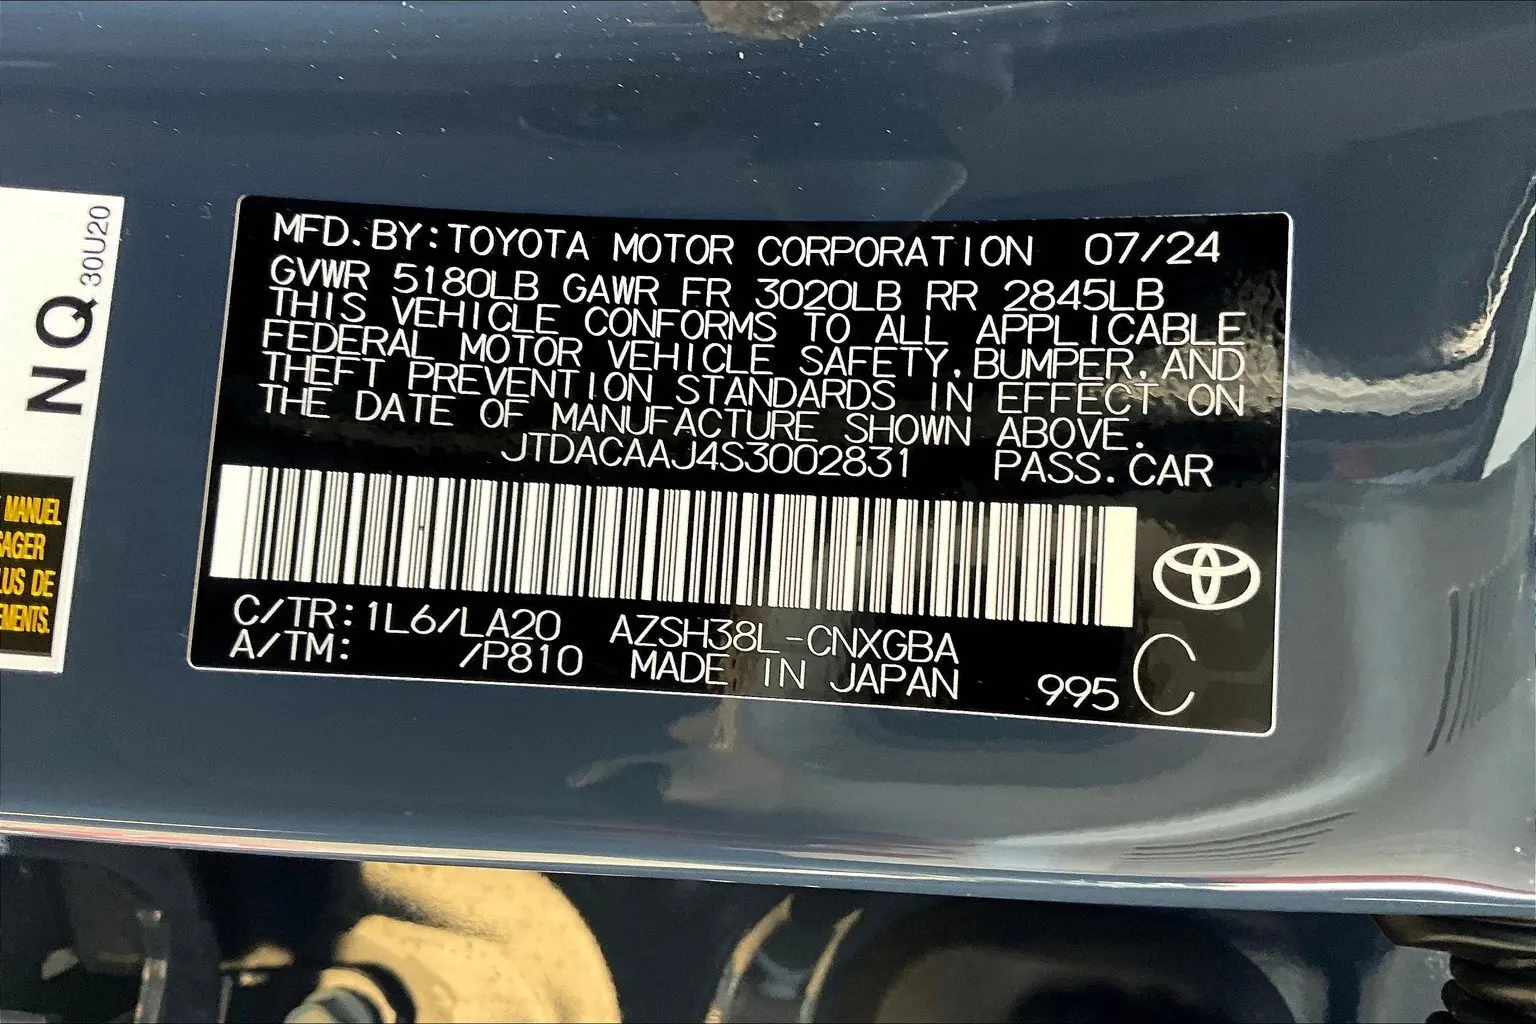 MFD.BY:TOYOTA MOTOR CORPORATION 07/24
GVWR 5180LB GAWR FR 3020LB RR 2845LB
THIS VEHICLE CONFORMS TO ALL APPLICABLE
FEDERAL MOTOR VEHICLE SAFETY,BUMPER,AND
THEFT PREVENTION STANDARDS IN EFFECT ON
THE DATE OF MANUFACTURE SHOWN ABOVE.
JTDACAAJ4S3002831 PASS.CAR
C/TR:1L6/LA20 AZSH38L-CNXGBA
A/TM: /P810 MADE IN JAPAN 995 C
NQ 30U20
MANUEL
SAGER
LUS DE
EMENTS.